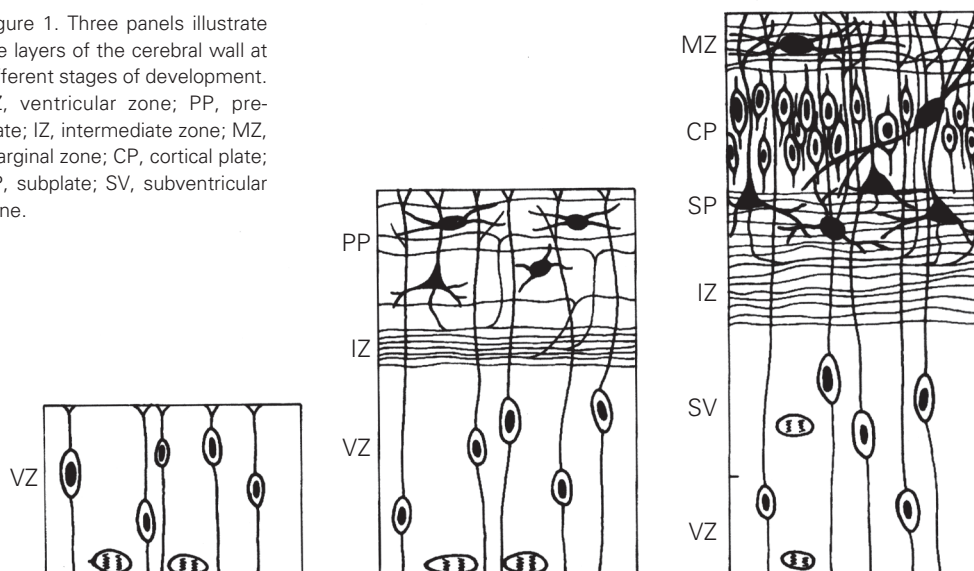 gure 1. Three panels illustrate
e layers of the cerebral wall at
fferent stages of development.
Z, ventricular zone; PP, pre-
ate; IZ, intermediate zone; MZ,
arginal zone; CP, cortical plate;
P, subplate; SV, subventricular
ne.
VZ
PP
IZ
VZ
MZ
CP
SP
IZ
SV
VZ